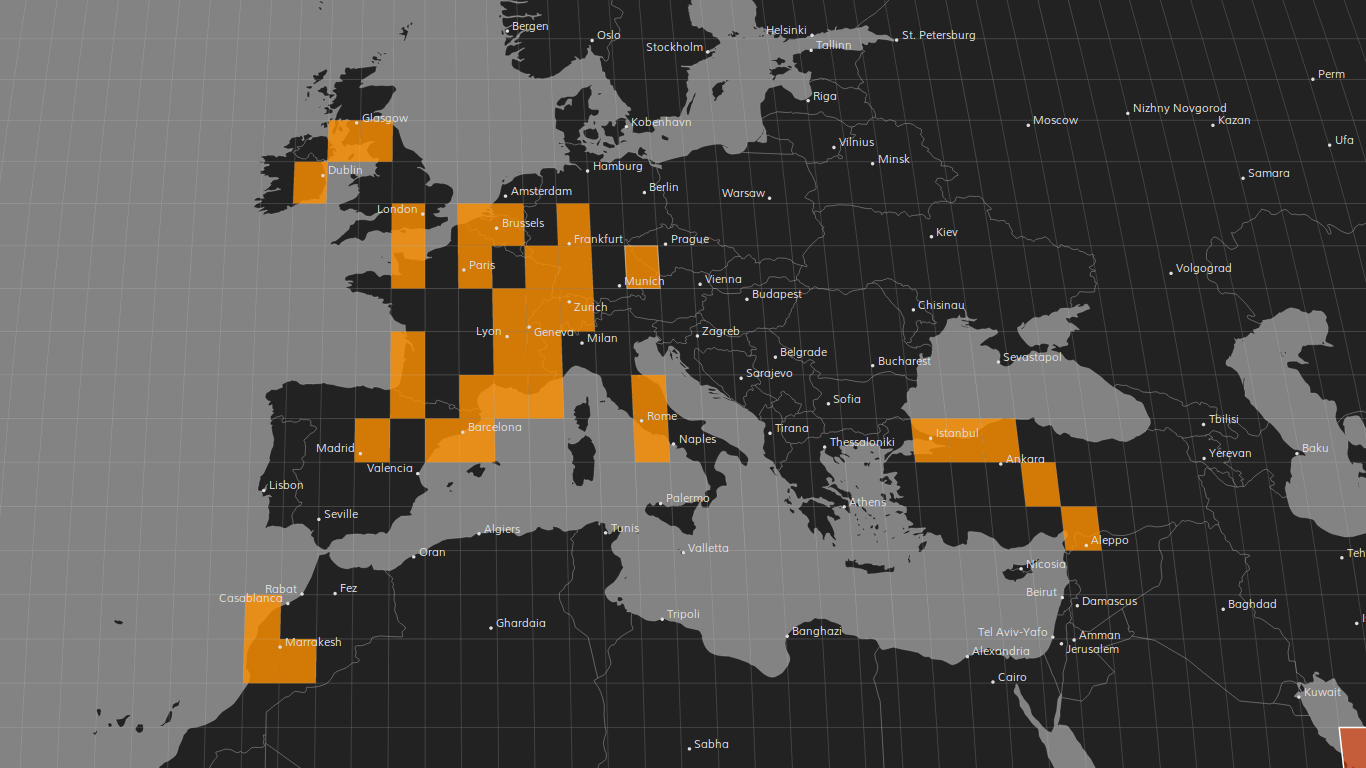 Bergen
Oslo
Stockholm
Helsinki
Tallinn
St. Petersburg
Perm
Riga
Nizhny Novgorod
Kazan
Moscow
Glasgow
Kobenhavn
Vilnius
Minsk
Ufa
Dublin
Hamburg
Samara
Amsterdam
Berlin
Warsaw
London
Brussels
Frankfurt
Prague
Kiev
Paris
Munich
Vienna
Volgograd
Budapest
Zurich
Chisinau
Lyon
Geneva
Milan
Zagreb
Belgrade
Bucharest
Sevastapol
Sarajevo
Sofia
Rome
Barcelona
Tirana
Istanbul
Tbilisi
Madrid
Naples
Thessaloniki
Valencia
Ankara
Yerevan
Baku
Lisbon
Palermo
Athens
Seville
Algiers
Tunis
Oran
Valletta
Aleppo
Teh
Nicosia
Rabat
Fez
Casablanca
Beirut
Damascus
Baghdad
Ghardaia
Tripoli
Banghazi
Tel Aviv-Yafo
Amman
Marrakesh
Alexandria
Jerusalem
Cairo
Kuwait
Sabha